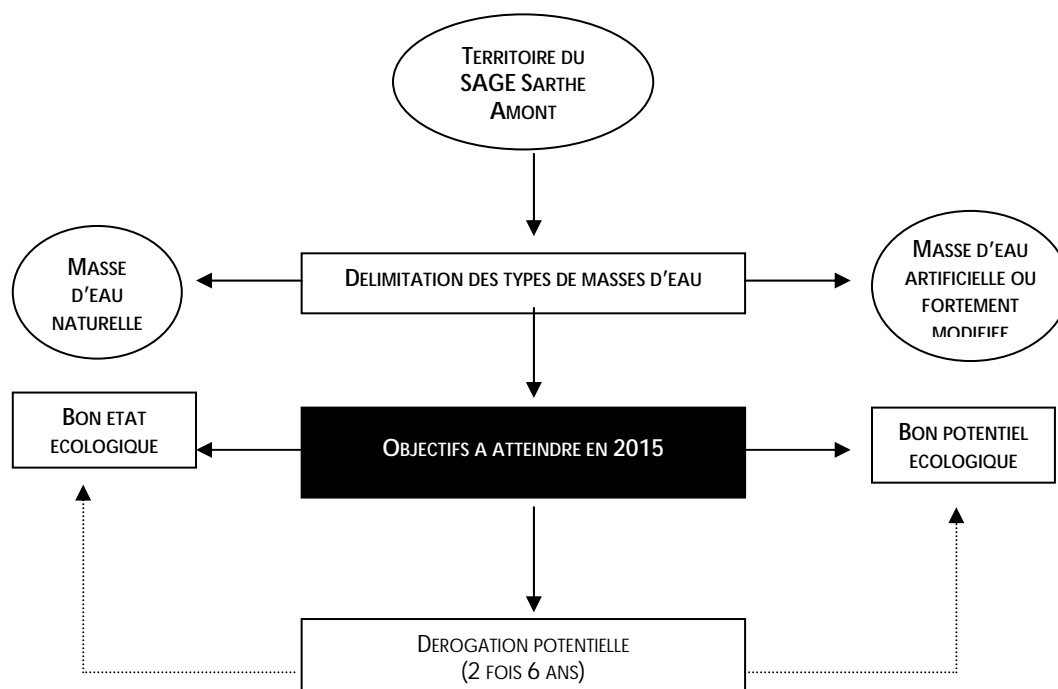 TERRITOIRE DU
SAGE SARTHE
AMONT
MASSE
D'EAU
NATURELLE
DELIMITATION DES TYPES DE MASSES D'EAU
MASSE D'EAU
ARTIFICIELLE OU
FORTEMENT
MODIFIEE
BON ETAT
ECOLOGIQUE
OBJECTIFS A ATTEINDRE EN 2015
BON POTENTIEL
ECOLOGIQUE
DEROGATION POTENTIELLE
(2 FOIS 6 ANS)